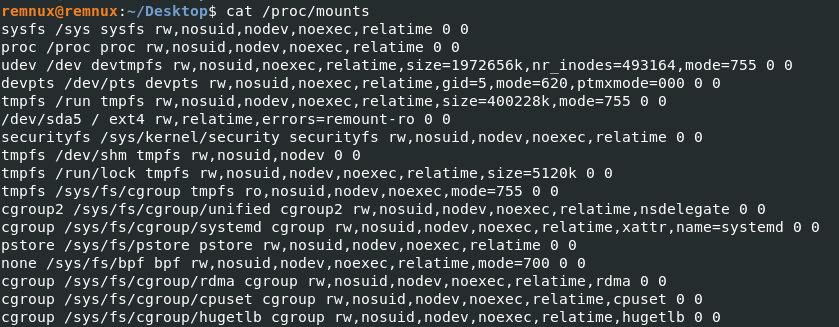 remnux@remnux:~/Desktop$ cat /proc/mounts
sysfs /sys sysfs rw,nosuid,nodev,noexec,relatime 0 0
proc /proc proc rw,nosuid,nodev,noexec,relatime 0 0
udev /dev devtmpfs rw,nosuid,nodev,noexec,relatime,size=1972656k,nr_inodes=493164,mode=755 0 0
devpts /dev/pts devpts rw,nosuid,noexec,relatime,gid=5,mode=620,ptmxmode=000 0 0
tmpfs /run tmpfs rw,nosuid,nodev,noexec,relatime,size=400228k,mode=755 0 0
/dev/sda5 / ext4 rw,relatime,errors=remount-ro 0 0
securityfs /sys/kernel/security securityfs rw,nosuid,nodev,noexec,relatime 0 0
tmpfs /dev/shm tmpfs rw,nosuid,nodev 0 0
tmpfs /run/lock tmpfs rw,nosuid,nodev,noexec,relatime,size=5120k 0 0
tmpfs /sys/fs/cgroup tmpfs ro,nosuid,nodev,noexec,mode=755 0 0
cgroup2 /sys/fs/cgroup/unified cgroup2 rw,nosuid,nodev,noexec,relatime,nsdelegate 0 0
cgroup /sys/fs/cgroup/systemd cgroup rw,nosuid,nodev,noexec,relatime,xattr,name=systemd 0 0
pstore /sys/fs/pstore pstore rw,nosuid,nodev,noexec,relatime 0 0
none /sys/fs/bpf bpf rw,nosuid,nodev,noexec,relatime,mode=700 0 0
cgroup /sys/fs/cgroup/rdma cgroup rw,nosuid,nodev,noexec,relatime,rdma 0 0
cgroup /sys/fs/cgroup/cpuset cgroup rw,nosuid,nodev,noexec,relatime,cpuset 0 0
cgroup /sys/fs/cgroup/hugetlb cgroup rw,nosuid,nodev,noexec,relatime,hugetlb 0 0